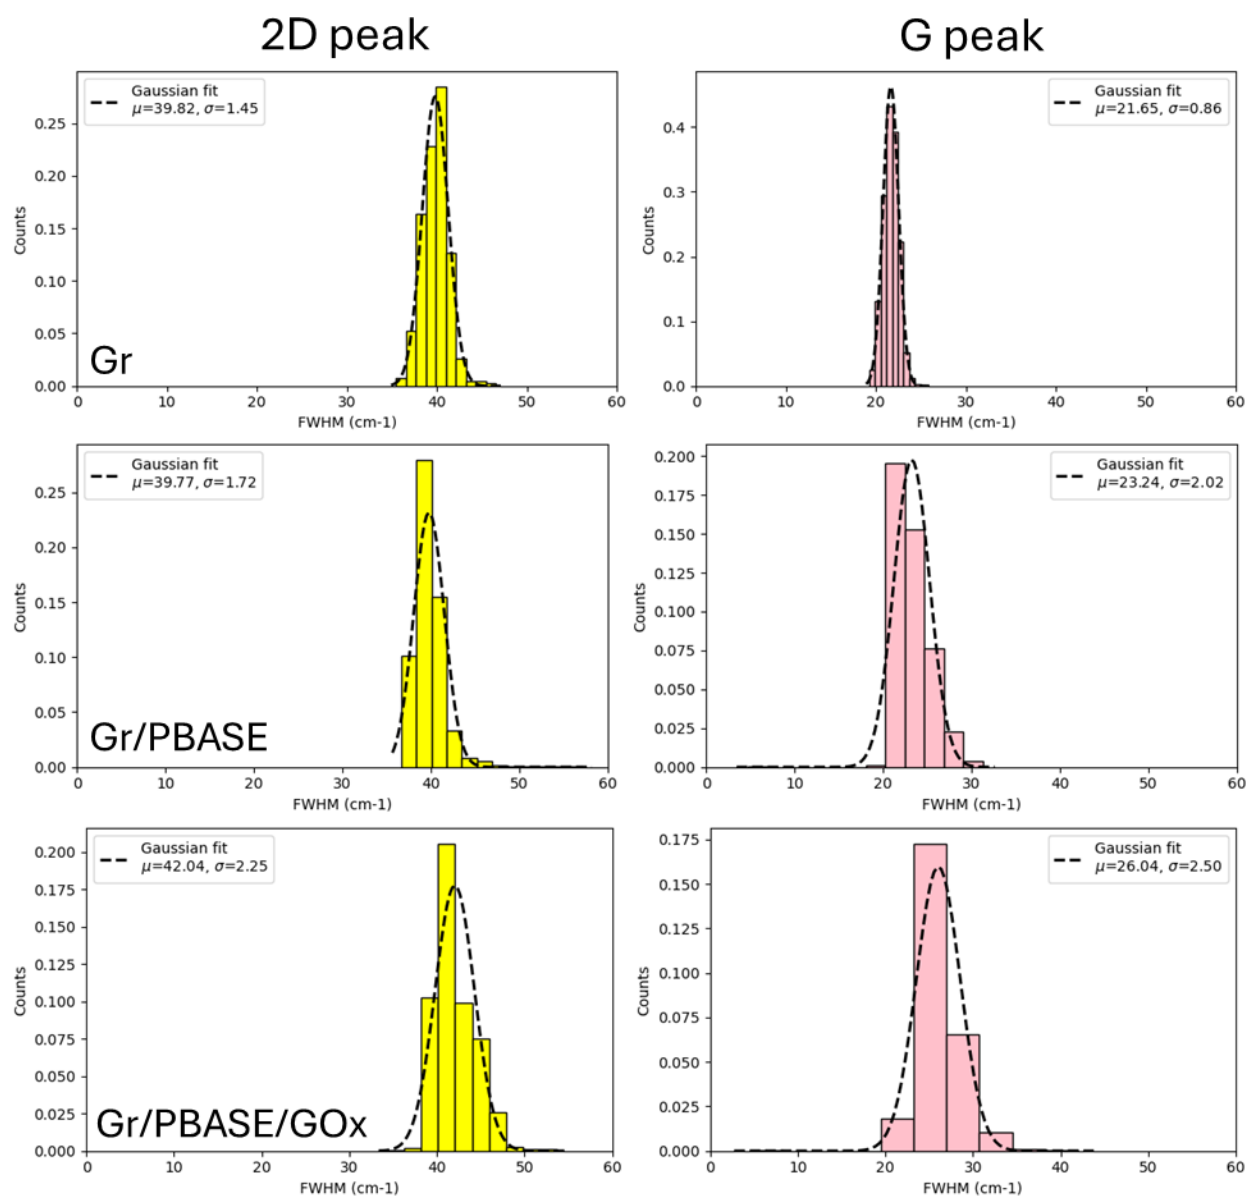 2D peak
G peak
Gaussian fit
μ=39.82, σ=1.45
0.25
0.20
0.15
0.10
0.05
0.00
Counts
Gr
0 10 20 30 40 50 60
FWHM (cm-1)
Gaussian fit
μ=21.65, σ=0.86
0.4
0.3
0.2
0.1
0.0
Counts
0 10 20 30 40 50 60
FWHM (cm-1)
Gaussian fit
μ=39.77, σ=1.72
0.25
0.20
0.15
0.10
0.05
0.00
Counts
Gr/PBASE
0 10 20 30 40 50 60
FWHM (cm-1)
Gaussian fit
μ=23.24, σ=2.02
0.200
0.175
0.150
0.125
0.100
0.075
0.050
0.025
0.000
Counts
0 10 20 30 40 50 60
FWHM (cm-1)
Gaussian fit
μ=42.04, σ=2.25
0.200
0.175
0.150
0.125
0.100
0.075
0.050
0.025
0.000
Counts
Gr/PBASE/GOx
0 10 20 30 40 50 60
FWHM (cm-1)
Gaussian fit
μ=26.04, σ=2.50
0.175
0.150
0.125
0.100
0.075
0.050
0.025
0.000
Counts
0 10 20 30 40 50 60
FWHM (cm-1)